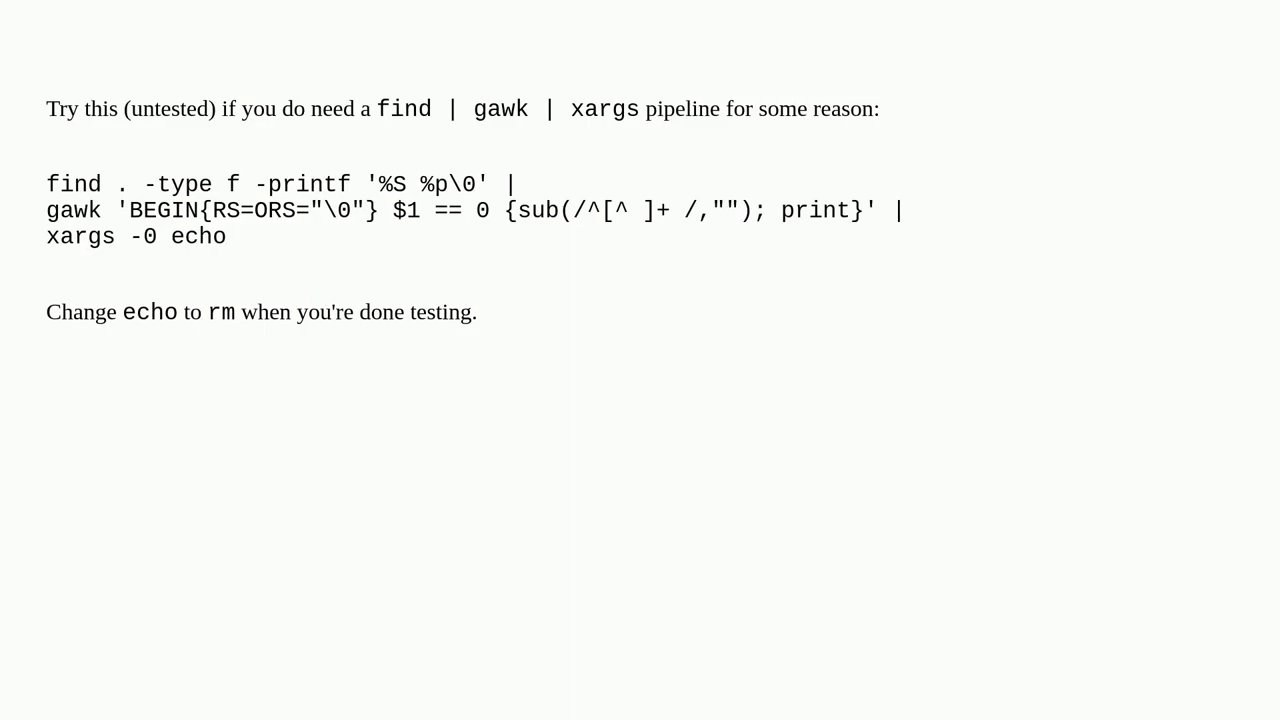 Try this (untested) if you do need a find | gawk | xargs pipeline for some reason:
find . -type f -printf '%S %p\0' |
gawk 'BEGIN{RS=ORS="\0"} $1 == 0 {sub(/^[^ ]+ /,""); print}' |
xargs -0 echo
Change echo to rm when you're done testing.